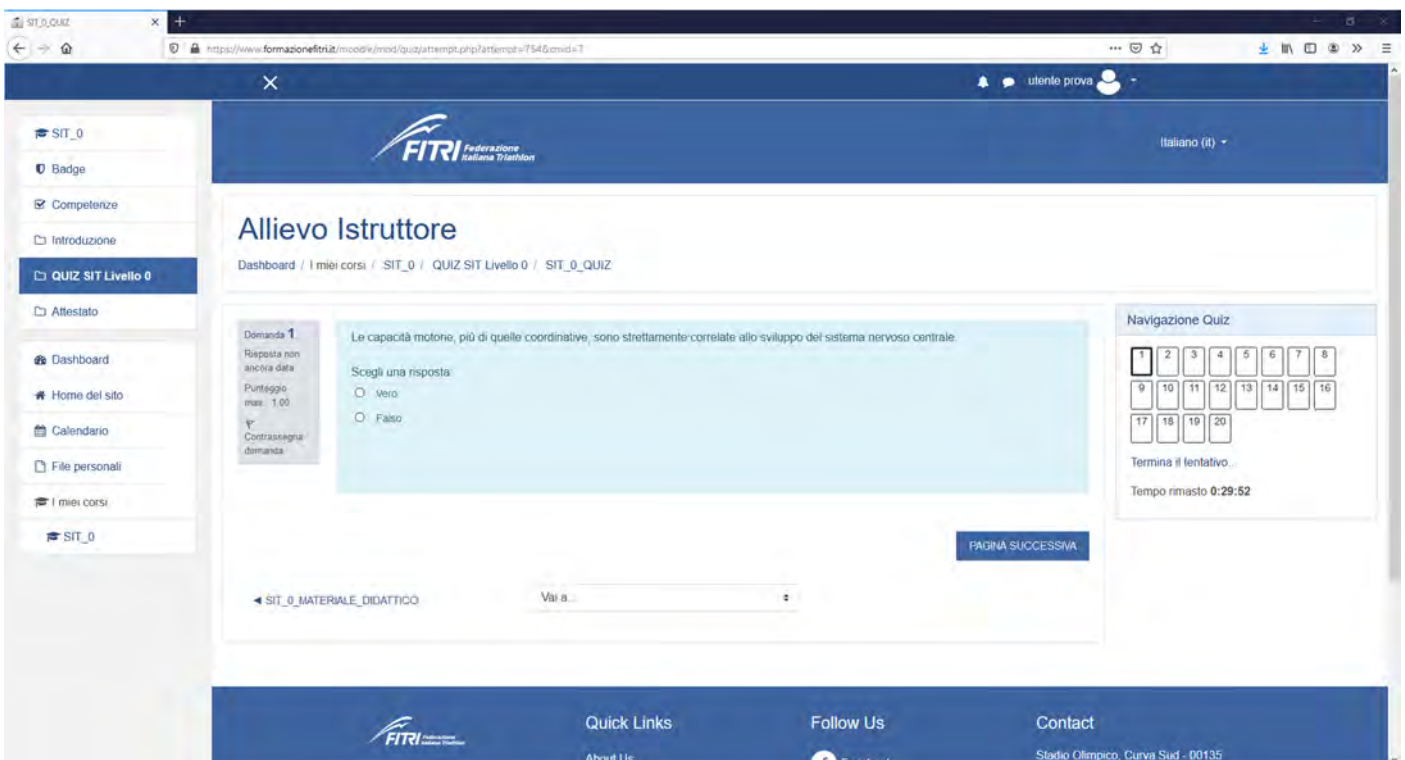 SIT_0_QUIZ
https://www.formazionefitri.it/moodle/mod/quiz/attempt.php?attempt=754&cmid=7
utente prova
SIT_0
Badge
Competenze
Introduzione
QUIZ SIT Livello 0
Attestato
Dashboard
Home del sito
Calendario
File personali
I miei corsi
SIT_0
FITRI Federazione
Italiana Triathlon
Italiano (it)
Allievo Istruttore
Dashboard / I miei corsi / SIT_0 / QUIZ SIT Livello 0 / SIT_0_QUIZ
Domanda 1
Risposta non
ancora data
Punteggio
max.: 1,00
Contrassegna
domanda
Le capacità motorie, più di quelle coordinative, sono strettamente correlate allo sviluppo del sistema nervoso centrale.
Scegli una risposta:
Vero
Falso
PAGINA SUCCESSIVA
◄ SIT_0_MATERIALE_DIDATTICO
Vai a...
Navigazione Quiz
1 2 3 4 5 6 7 8
9 10 11 12 13 14 15 16
17 18 19 20
Termina il tentativo...
Tempo rimasto 0:29:52
FITRI Federazione
Italiana Triathlon
Quick Links
About Us
Follow Us
Contact
Stadio Olimpico, Curva Sud - 00135